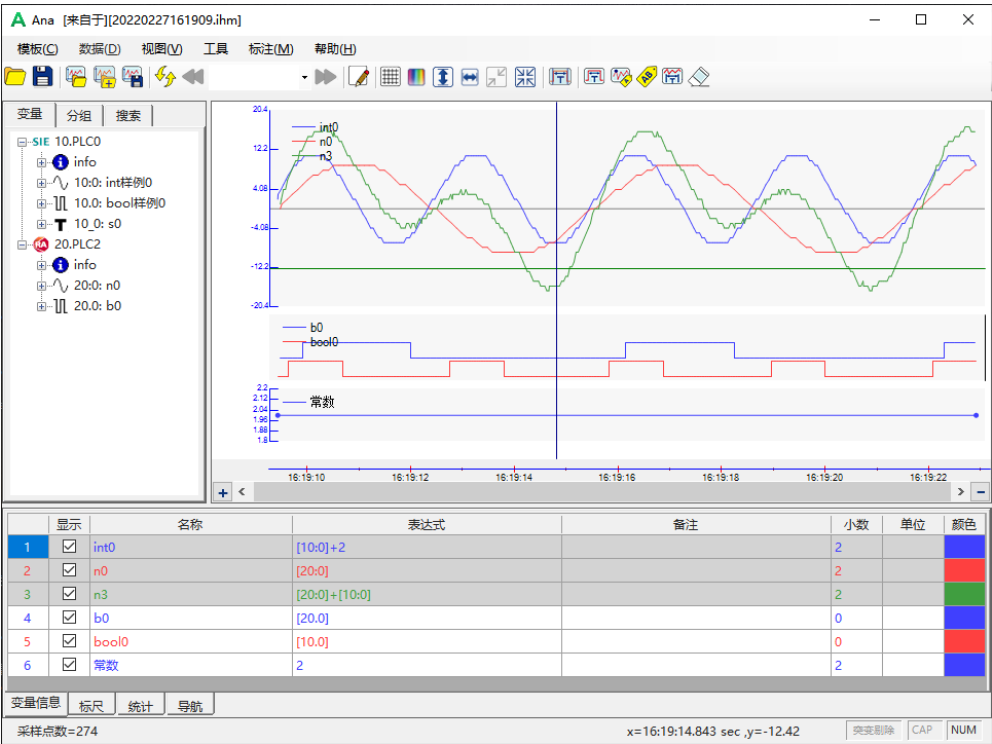 Ana [来自于][20220227161909.ihm]
模板(C) 数据(D) 视图(V) 工具 标注(M) 帮助(H)
变量 分组 搜索
SIE 10.PLC0
info
10:0: int样例0
10.0: bool样例0
10_0: s0
RA 20.PLC2
info
20:0: n0
20.0: b0
20.4
12.2
4.08
-4.08
-12.2
-20.4
int0
n0
n3
b0
bool0
2.2
2.12
2.04
1.96
1.88
1.8
常数
16:19:10 16:19:12 16:19:14 16:19:16 16:19:18 16:19:20 16:19:22
显示 名称 表达式 备注 小数 单位 颜色
1 int0 [10:0]+2 2
2 n0 [20:0] 2
3 n3 [20:0]+[10:0] 2
4 b0 [20.0] 0
5 bool0 [10.0] 0
6 常数 2 2
变量信息 标尺 统计 导航
采样点数=274 x=16:19:14.843 sec ,y=-12.42 突变剔除 CAP NUM